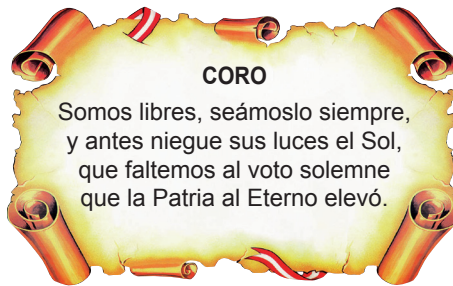 CORO
Somos libres, seámoslo siempre,
y antes niegue sus luces el Sol,
que faltemos al voto solemne
que la Patria al Eterno elevó.